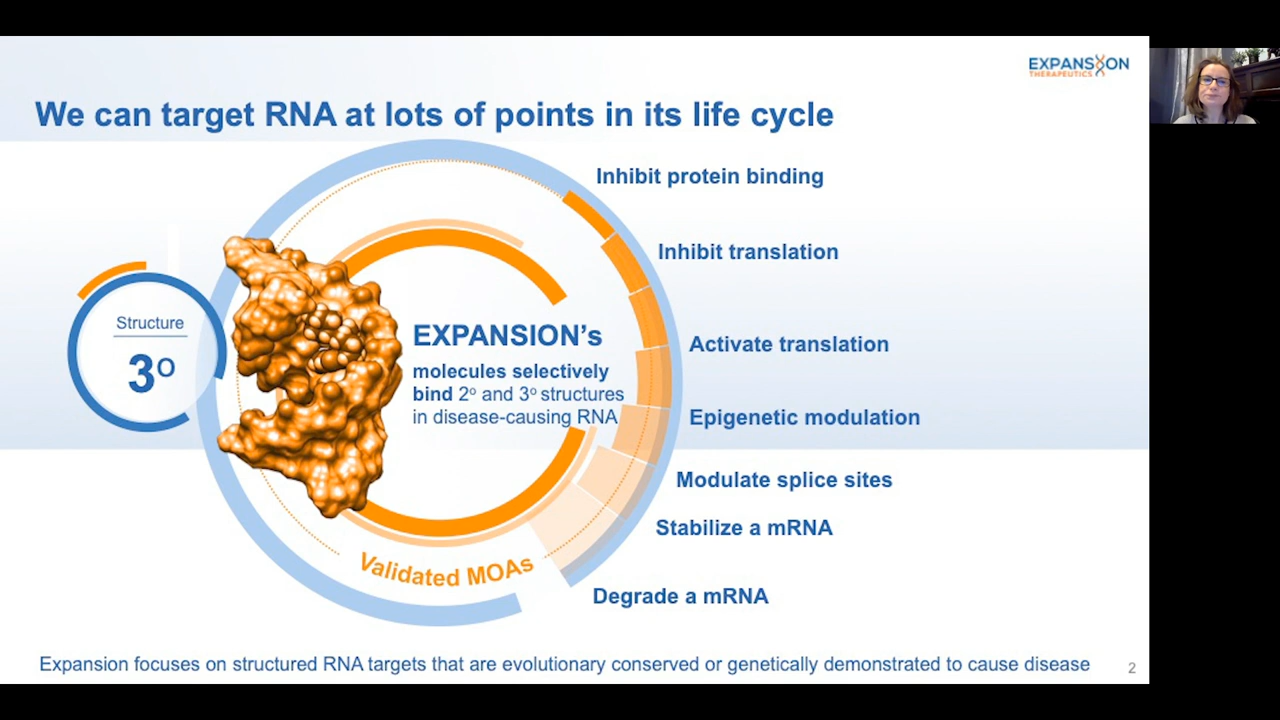 EXPANSION
THERAPEUTICS
We can target RNA at lots of points in its life cycle
Inhibit protein binding
Inhibit translation
Structure
3º
EXPANSION's
molecules selectively
bind 2º and 3º structures
in disease-causing RNA
Activate translation
Epigenetic modulation
Modulate splice sites
Stabilize a mRNA
Validated MOAs
Degrade a mRNA
Expansion focuses on structured RNA targets that are evolutionary conserved or genetically demonstrated to cause disease
2